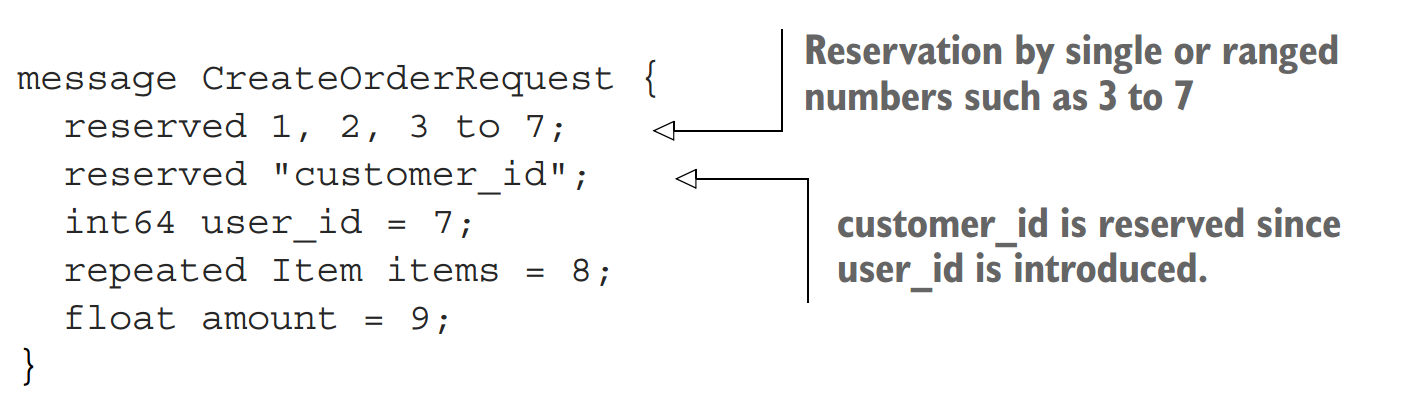 message CreateOrderRequest {
  reserved 1, 2, 3 to 7;
  reserved "customer_id";
  int64 user_id = 7;
  repeated Item items = 8;
  float amount = 9;
}
Reservation by single or ranged
numbers such as 3 to 7
customer_id is reserved since
user_id is introduced.